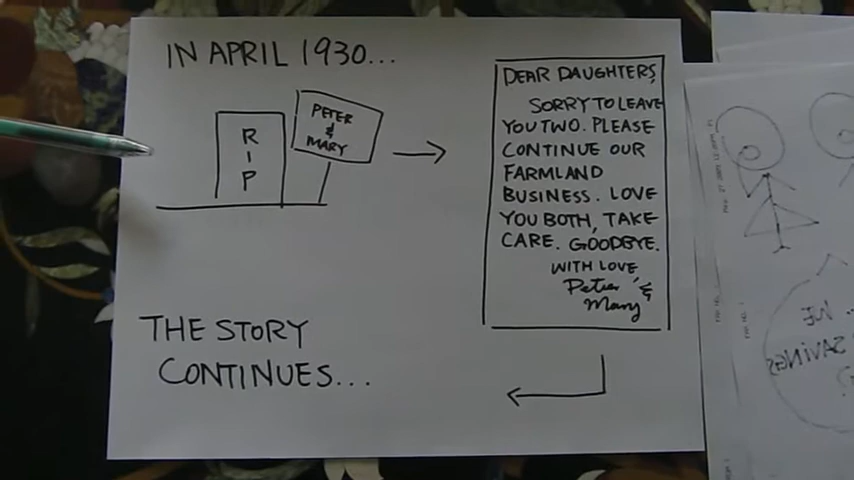 IN APRIL 1930...
R
I
P
PETER
&
MARY
DEAR DAUGHTERS,
SORRY TO LEAVE
YOU TWO. PLEASE
CONTINUE OUR
FARMLAND
BUSINESS. LOVE
YOU BOTH, TAKE
CARE. GOODBYE.
WITH LOVE
Peter &
Mary
THE STORY
CONTINUES...